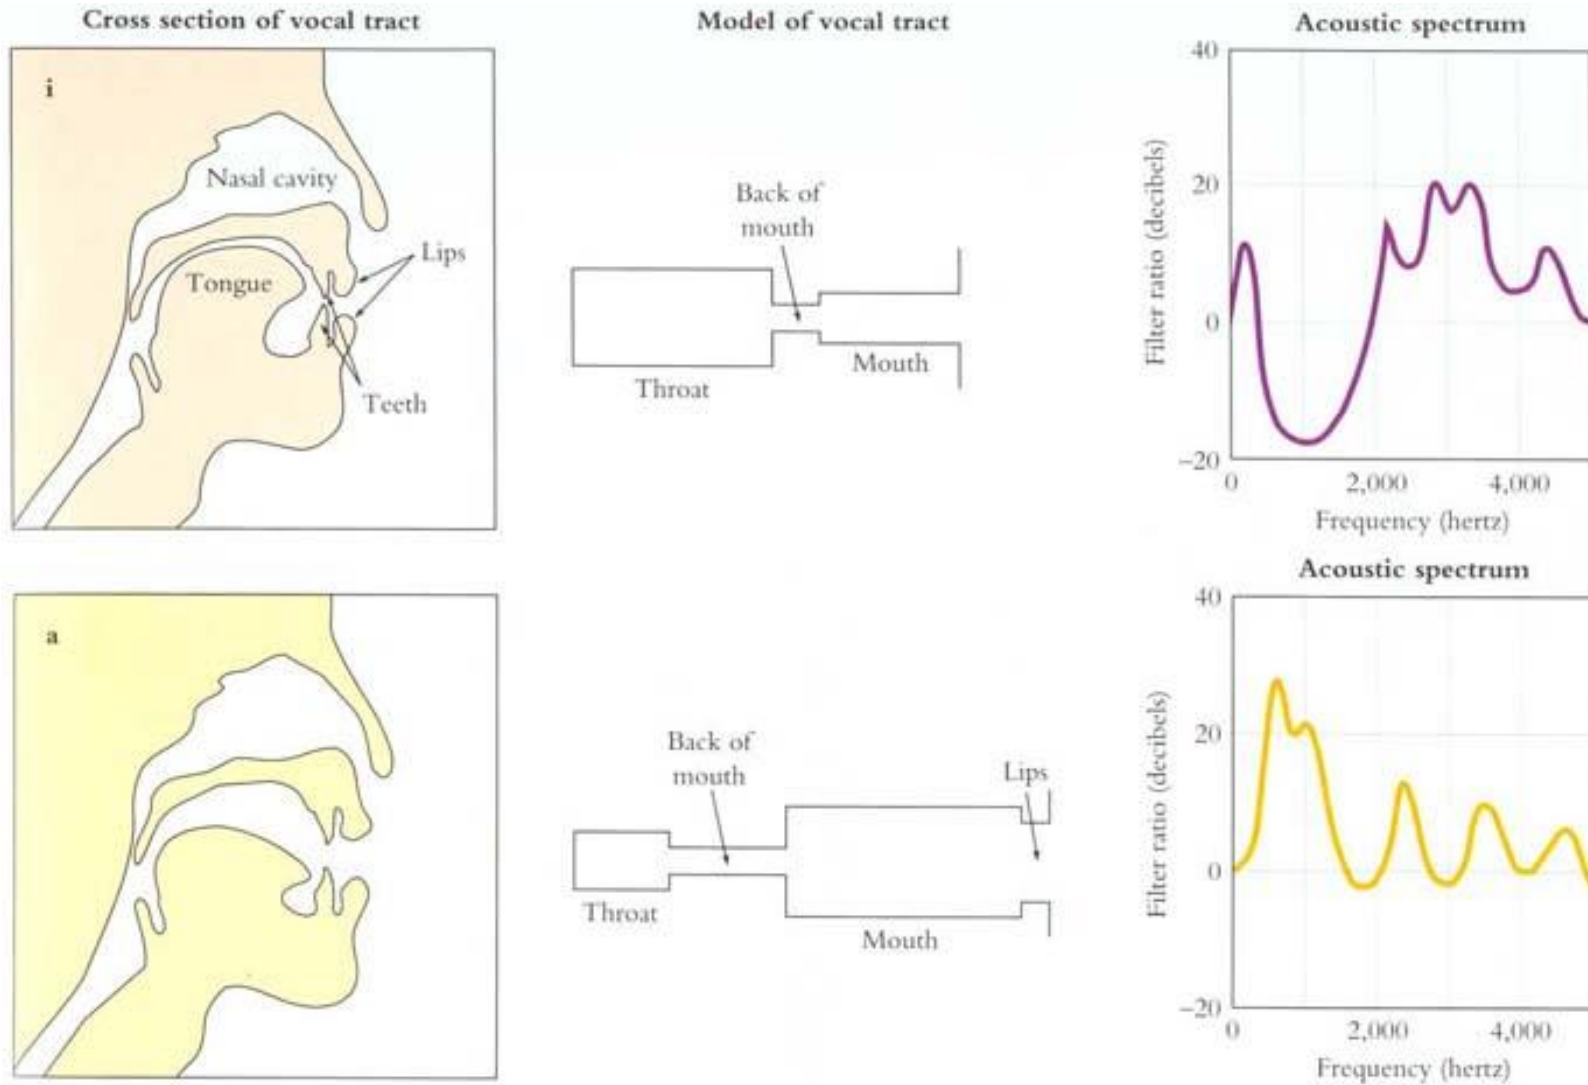 Cross section of vocal tract
Model of vocal tract
Acoustic spectrum
i
Nasal cavity
Lips
Tongue
Teeth
Back of
mouth
Throat
Mouth
40
20
0
−20
Filter ratio (decibels)
0
2,000
4,000
Frequency (hertz)
a
Back of
mouth
Lips
Throat
Mouth
Acoustic spectrum
40
20
0
−20
Filter ratio (decibels)
0
2,000
4,000
Frequency (hertz)